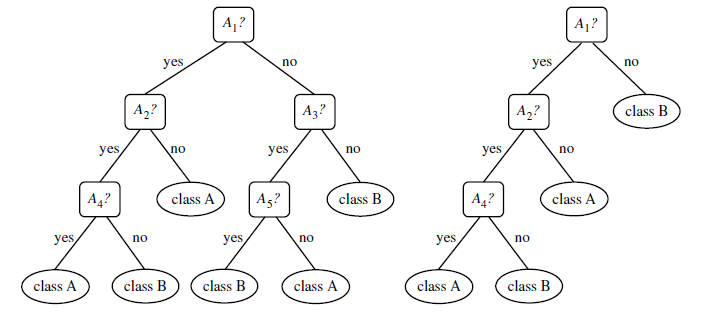 A₁? A₁?
yes no yes no
A₂? A₃? A₂? class B
yes no yes no yes no
A₄? class A A₅? class B A₄? class A
yes no yes no yes no
class A class B class B class A class A class B